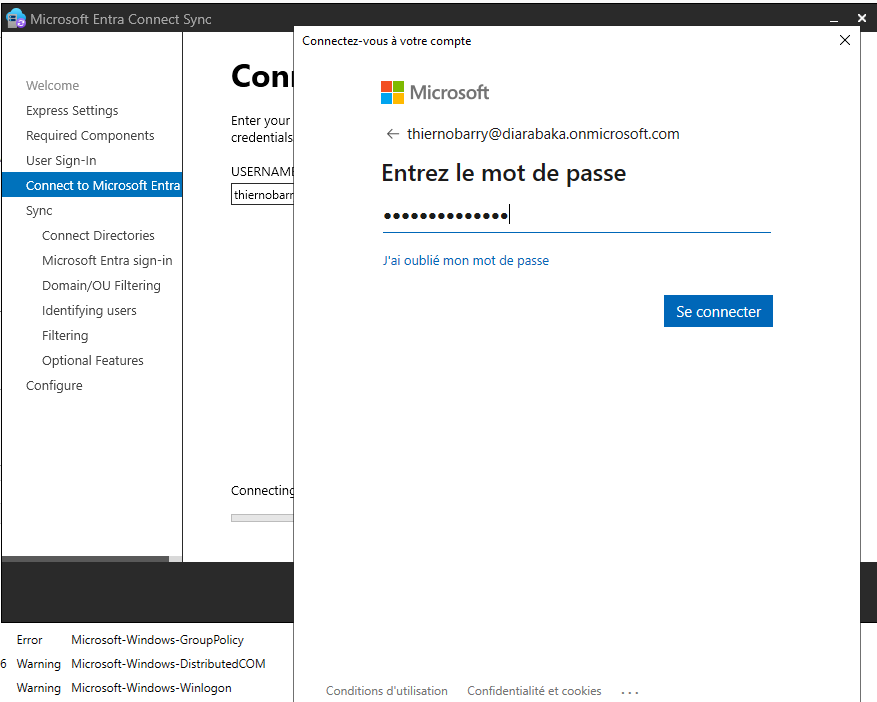 Microsoft Entra Connect Sync
Welcome
Express Settings
Required Components
User Sign-In
Connect to Microsoft Entra
Sync
Connect Directories
Microsoft Entra sign-in
Domain/OU Filtering
Identifying users
Filtering
Optional Features
Configure
Conn
Enter your
credentials
USERNAME
thiernobarr
Connecting
Connectez-vous à votre compte
Microsoft
thiernobarry@diarabaka.onmicrosoft.com
Entrez le mot de passe
●●●●●●●●●●●●●●
J'ai oublié mon mot de passe
Se connecter
Conditions d'utilisation Confidentialité et cookies ...
Error Microsoft-Windows-GroupPolicy
6 Warning Microsoft-Windows-DistributedCOM
Warning Microsoft-Windows-Winlogon